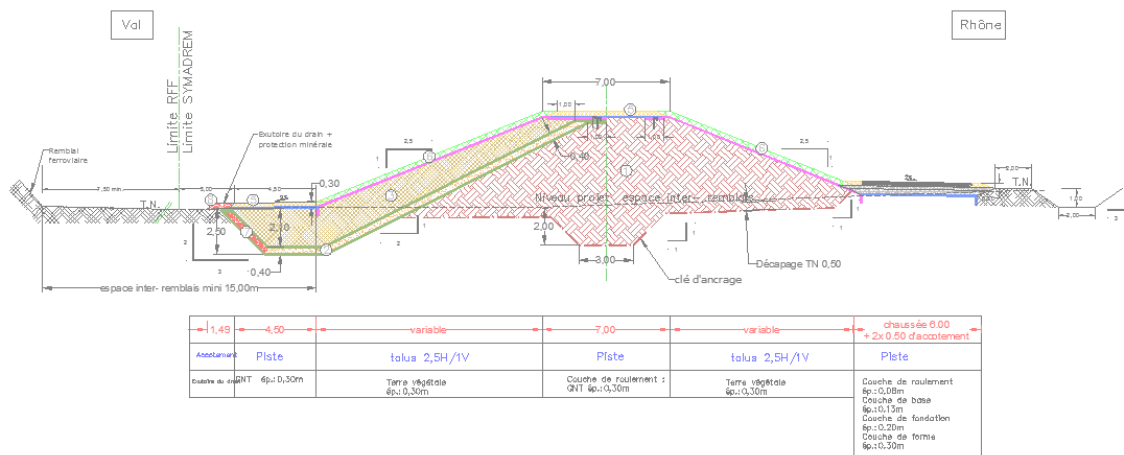 Val
Rhône
Limite RFF
Limite SYMADREM
7,00
1,00
Exutoire du drain +
protection minérale
Remblai
ferroviaire
2,5
1
2,5
1
0,40
0,30
7,50 min
3,00
4,50
T.N.
2,00
T.N.
1,00
2,00
Niveau projet espace inter- remblais
2,50
2,10
0,40
2,00
3,00
Décapage TN 0,50
clé d'ancrage
espace inter-remblais mini 15,00m
1,49
4,50
variable
7,00
variable
chaussée 6.00
+ 2x 0.50 d'accotement
Accotement
Piste
talus 2,5H/1V
Piste
talus 2,5H/1V
Piste
Exutoire du drain
GNT ép.:0,30m
Terre végétale
ép.:0,30m
Couche de roulement :
GNT ép.:0,30m
Terre végétale
ép.:0,30m
Couche de roulement
ép.:0,08m
Couche de base
ép.:0,13m
Couche de fondation
ép.:0,20m
Couche de forme
ép.:0,30m